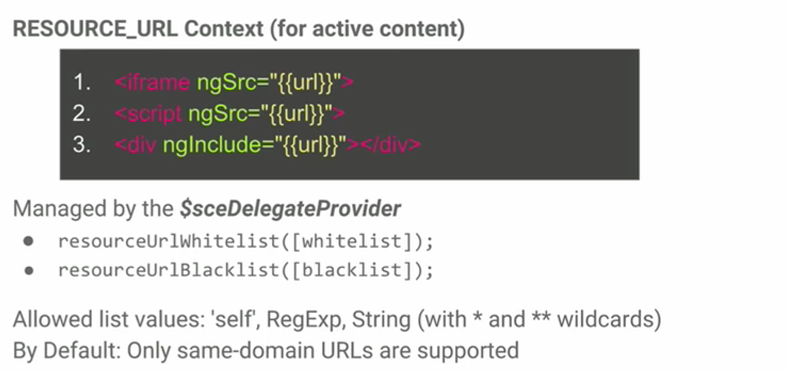 RESOURCE_URL Context (for active content)
1. <iframe ngSrc="{{url}}">
2. <script ngSrc="{{url}}">
3. <div ngInclude="{{url}}"></div>
Managed by the $sceDelegateProvider
● resourceUrlWhitelist([whitelist]);
● resourceUrlBlacklist([blacklist]);
Allowed list values: 'self', RegExp, String (with * and ** wildcards)
By Default: Only same-domain URLs are supported